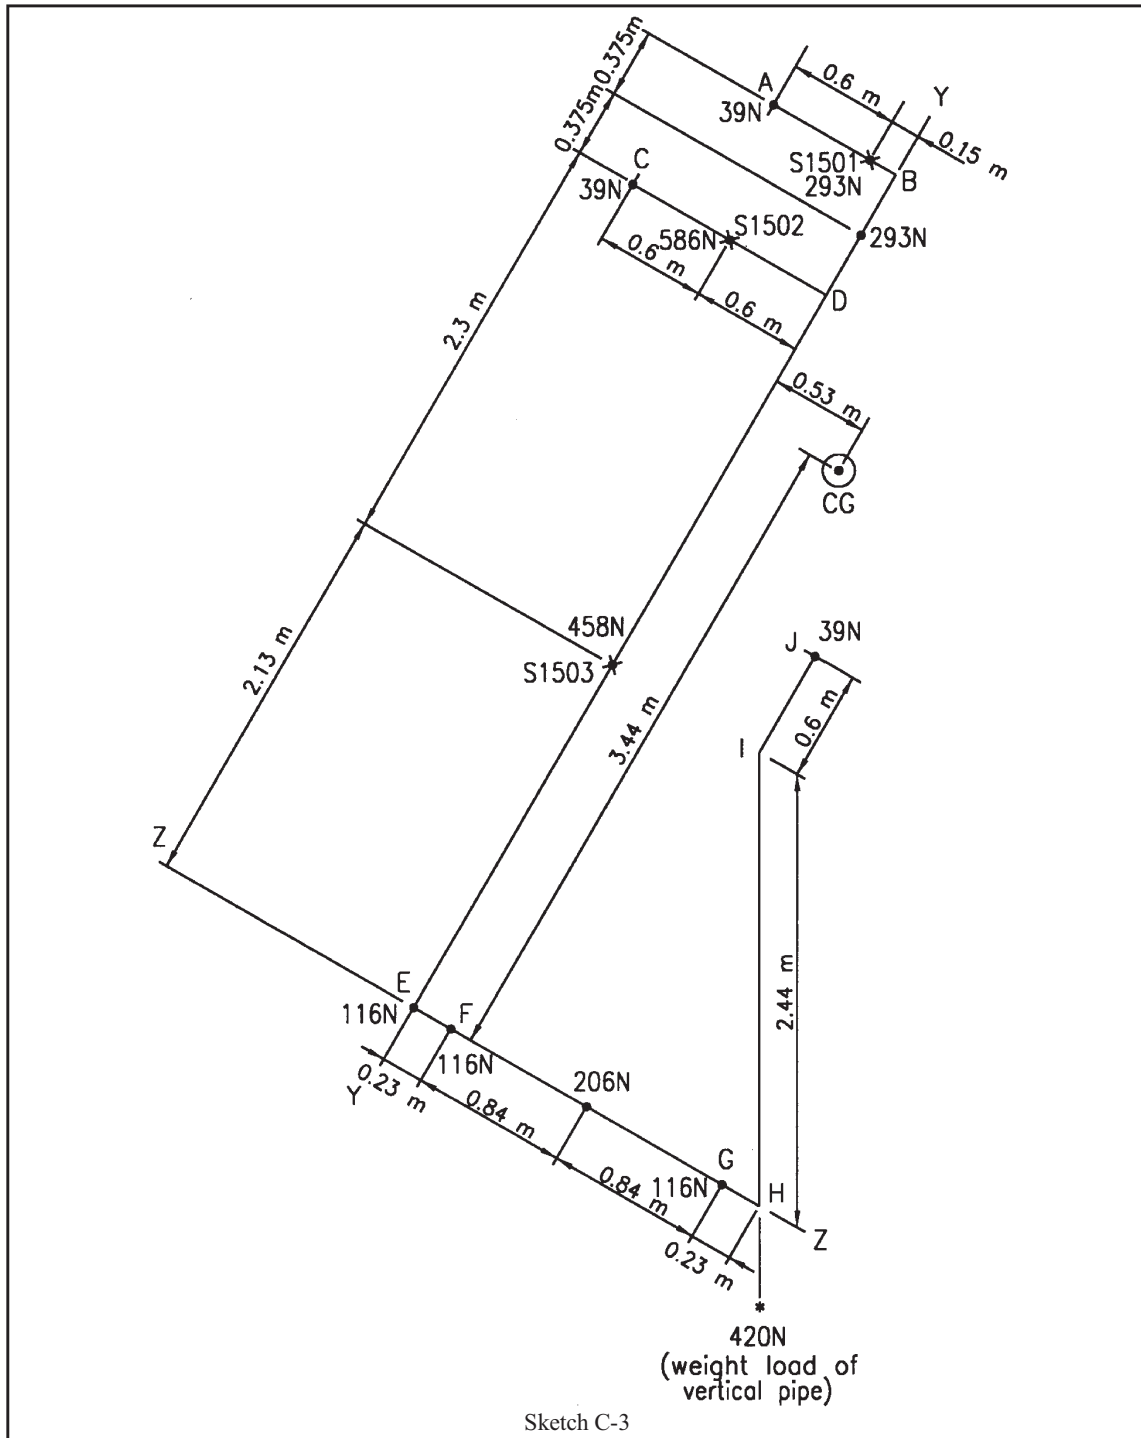 0.375m
0.375m
A
0.6 m
Y
39N
0.15 m
S1501
293N
B
C
39N
S1502
586N
293N
0.6 m
0.6 m
D
2.3 m
0.53 m
CG
458N
S1503
J 39N
2.13 m
3.44 m
0.6 m
I
Z
2.44 m
E
116N
F
116N
0.23 m
Y
206N
0.84 m
0.84 m
G
116N
H
Z
0.23 m
*
420N
(weight load of
vertical pipe)
Sketch C-3